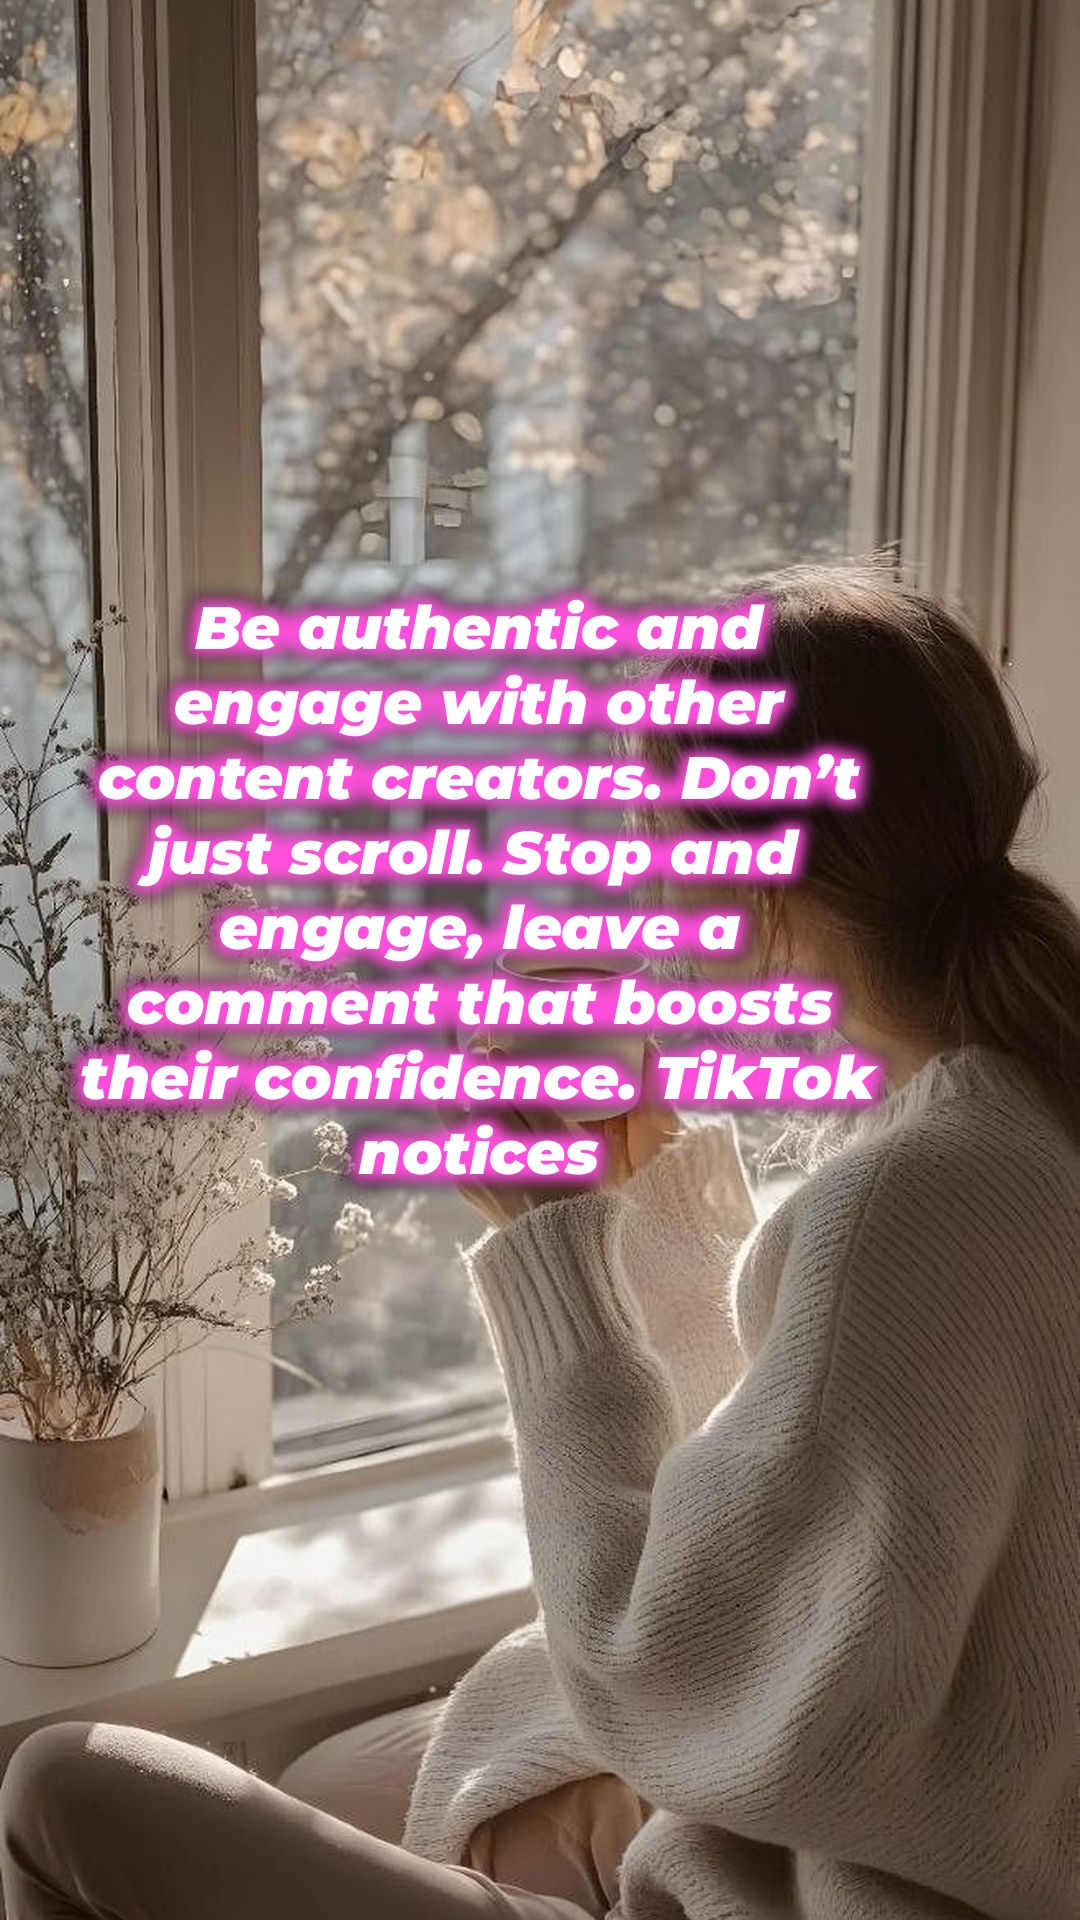 Be authentic and
engage with other
content creators. Don’t
just scroll. Stop and
engage, leave a
comment that boosts
their confidence. TikTok
notices